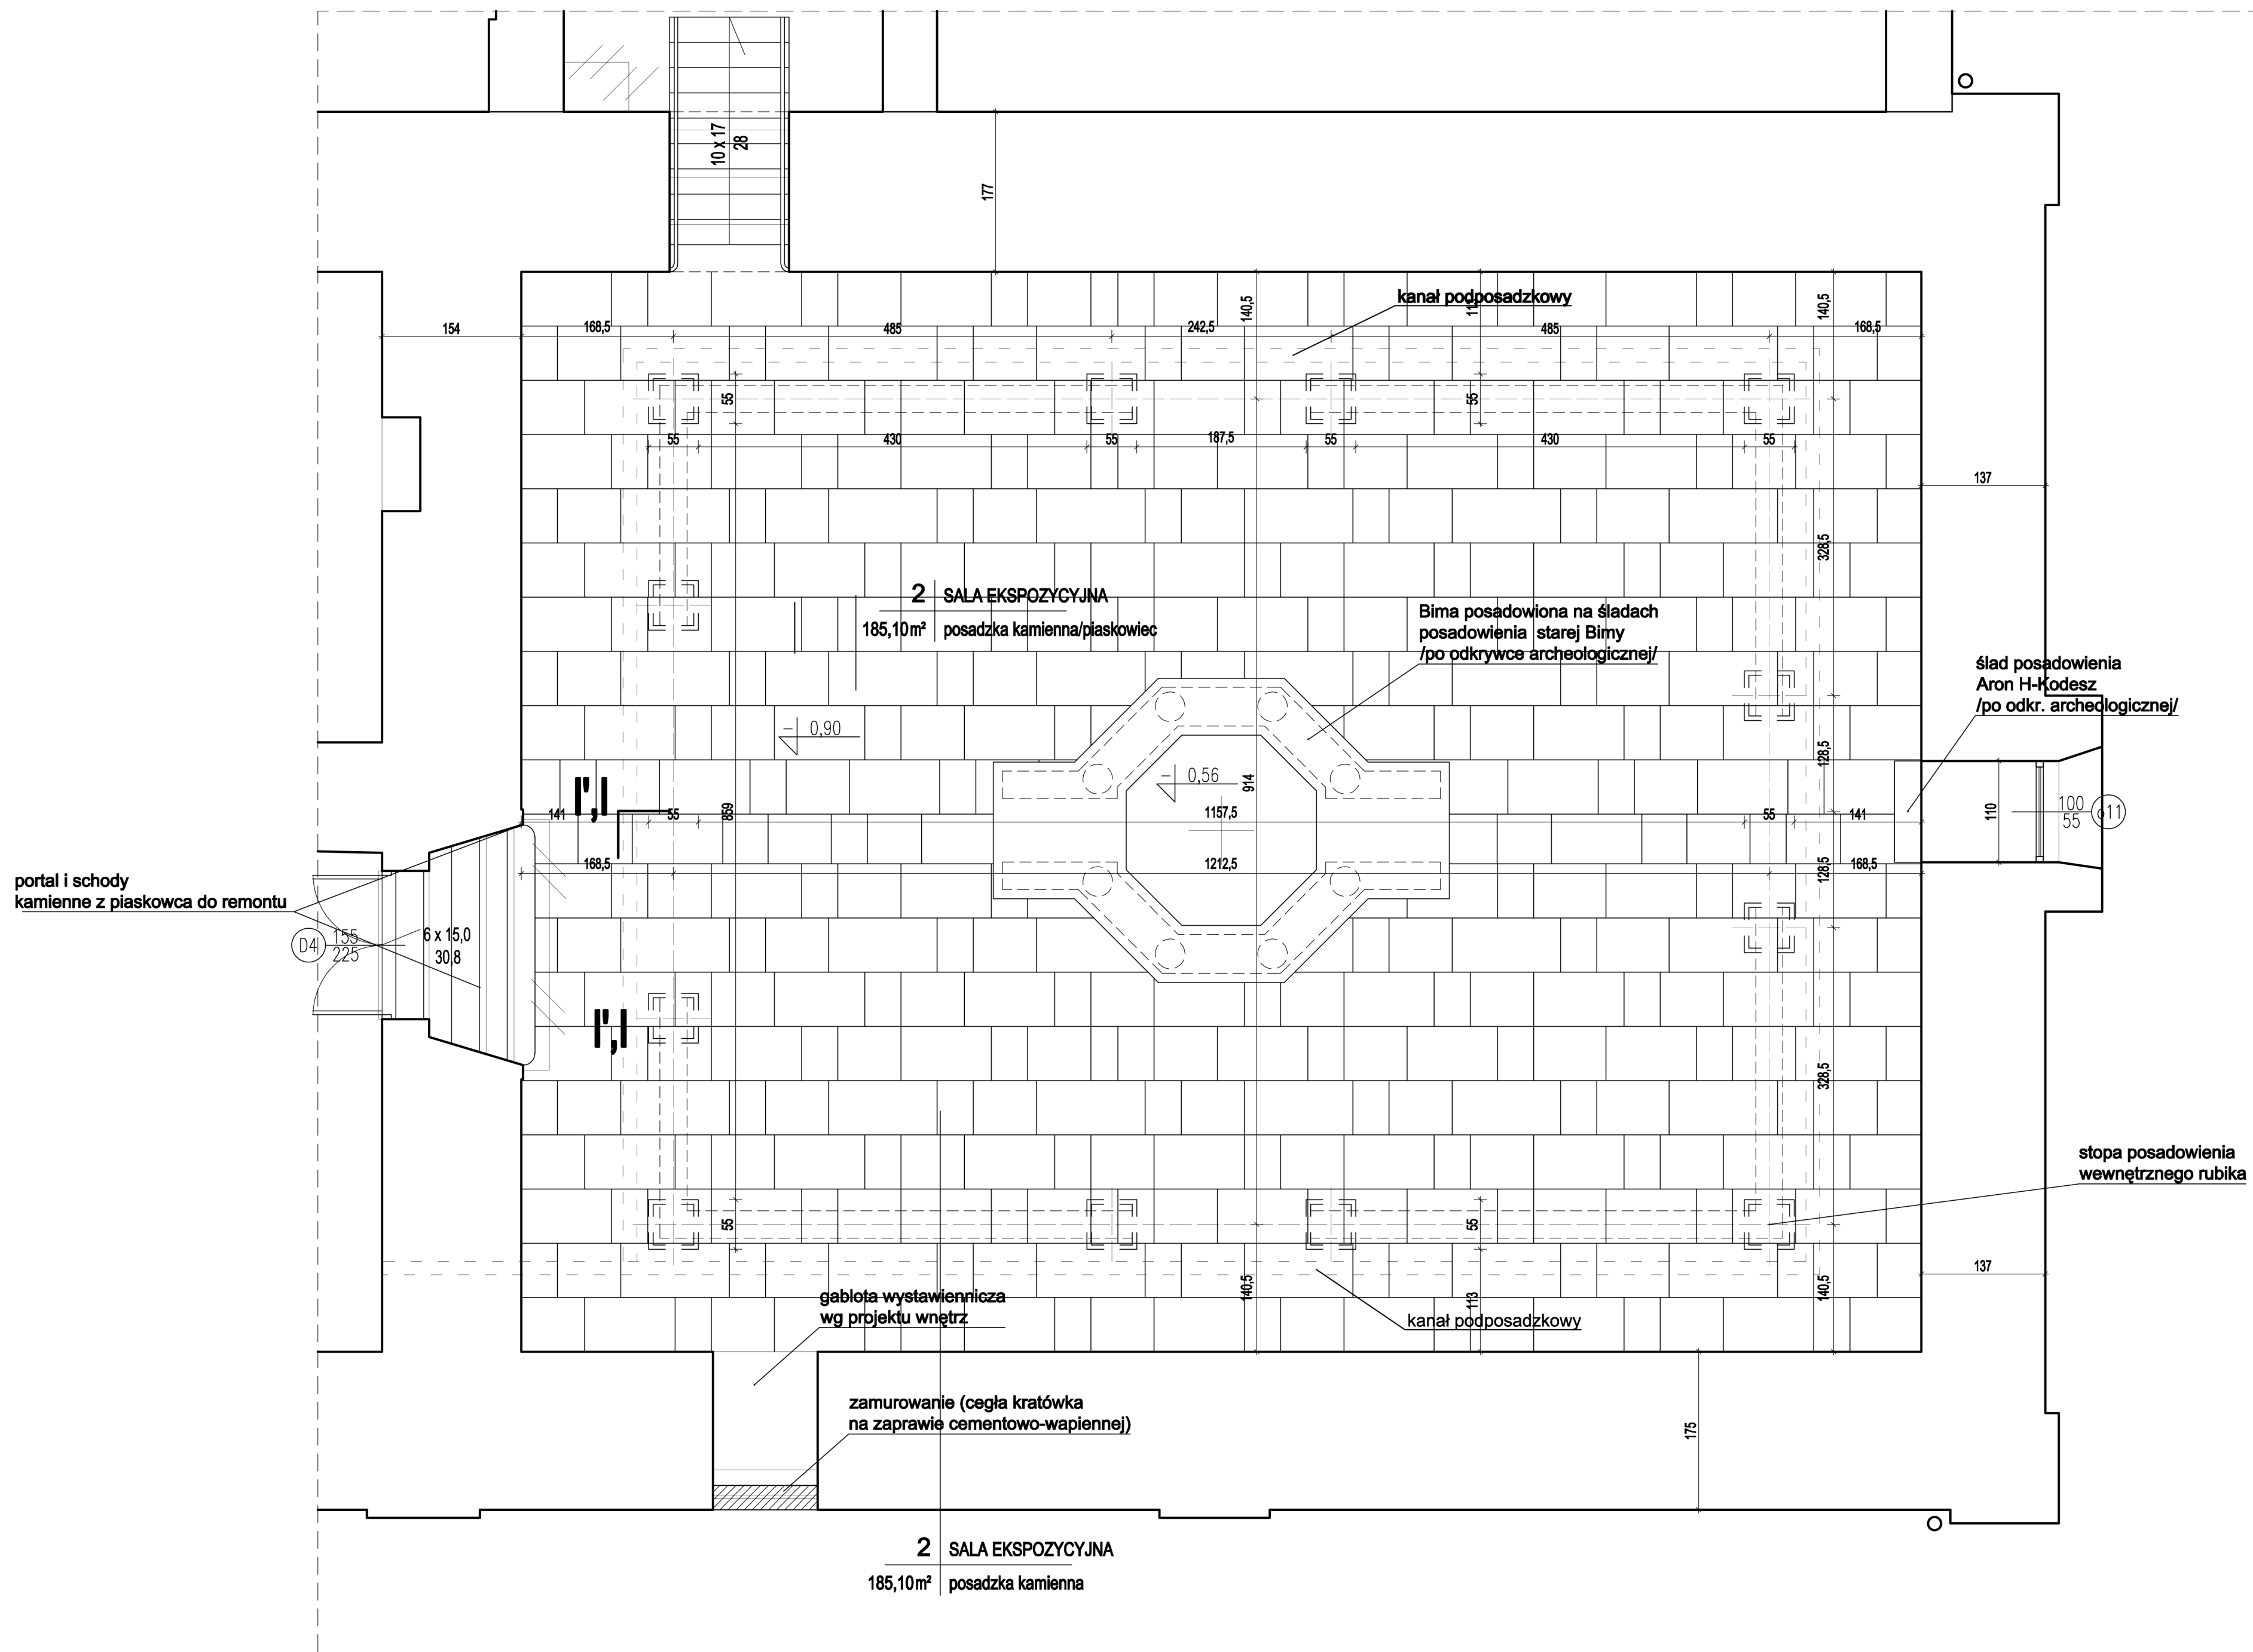 10 x 17
28
177
kanał podposadzkowy
154
168,5
485
242,5
140,5
485
140,5
168,5
55
55
55
430
55
187,5
55
430
55
137
328,5
2 SALA EKSPOZYCYJNA
185,10m² posadzka kamienna/piaskowiec
Bima posadowiona na śladach
posadowienia starej Bimy
/po odkrywce archeologicznej/
ślad posadowienia
Aron H-Kodesz
/po odkr. archeologicznej/
- 0,90
- 0,56
914
128,5
141
55
859
1157,5
55
141
110
100
55
168,5
1212,5
128,5
168,5
portal i schody
kamienne z piaskowca do remontu
D4
155
225
6 x 15,0
30,8
328,5
stopa posadowienia
wewnętrznego rubika
55
55
137
140,5
113
140,5
gablota wystawiennicza
wg projektu wnętrz
kanał podposadzkowy
zamurowanie (cegła kratówka
na zaprawie cementowo-wapiennej)
175
2 SALA EKSPOZYCYJNA
185,10m² posadzka kamienna